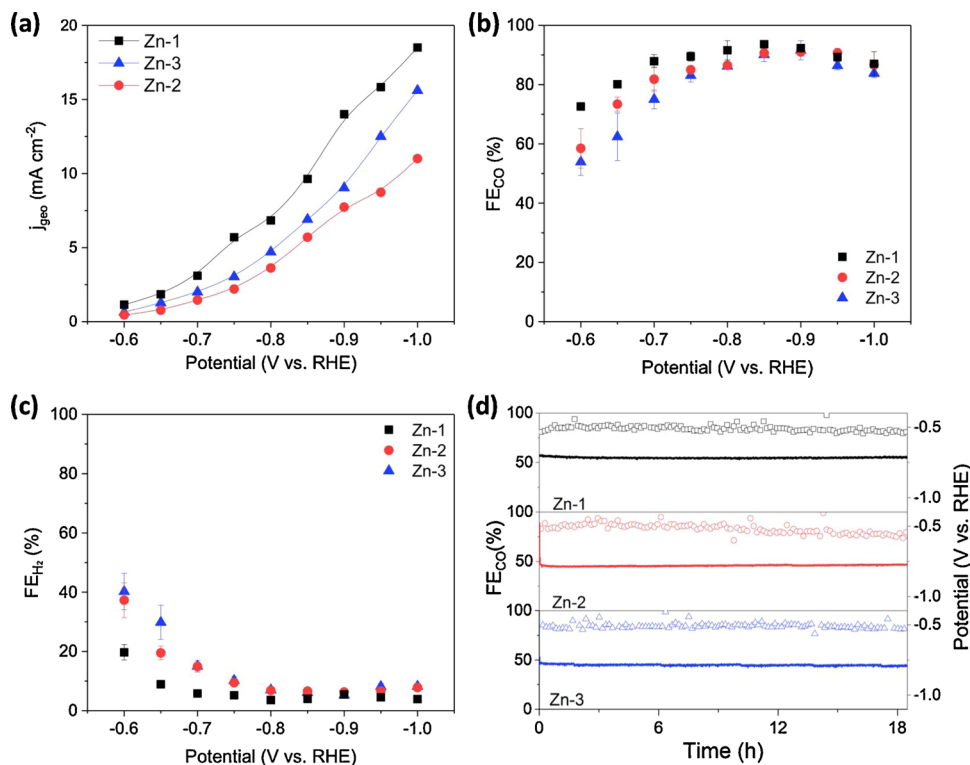 (a)
20
15
10
5
0
j_geo (mA cm⁻²)
Zn-1
Zn-3
Zn-2
-0.6 -0.7 -0.8 -0.9 -1.0
Potential (V vs. RHE)
(b)
100
80
60
40
20
0
FE_CO (%)
Zn-1
Zn-2
Zn-3
-0.6 -0.7 -0.8 -0.9 -1.0
Potential (V vs. RHE)
(c)
100
80
60
40
20
0
FE_H₂ (%)
Zn-1
Zn-2
Zn-3
-0.6 -0.7 -0.8 -0.9 -1.0
Potential (V vs. RHE)
(d)
100
-0.5
50
-1.0
Zn-1
100
-0.5
50
-1.0
Zn-2
100
-0.5
50
-1.0
Zn-3
FE_CO(%)
Potential (V vs. RHE)
0 6 12 18
Time (h)